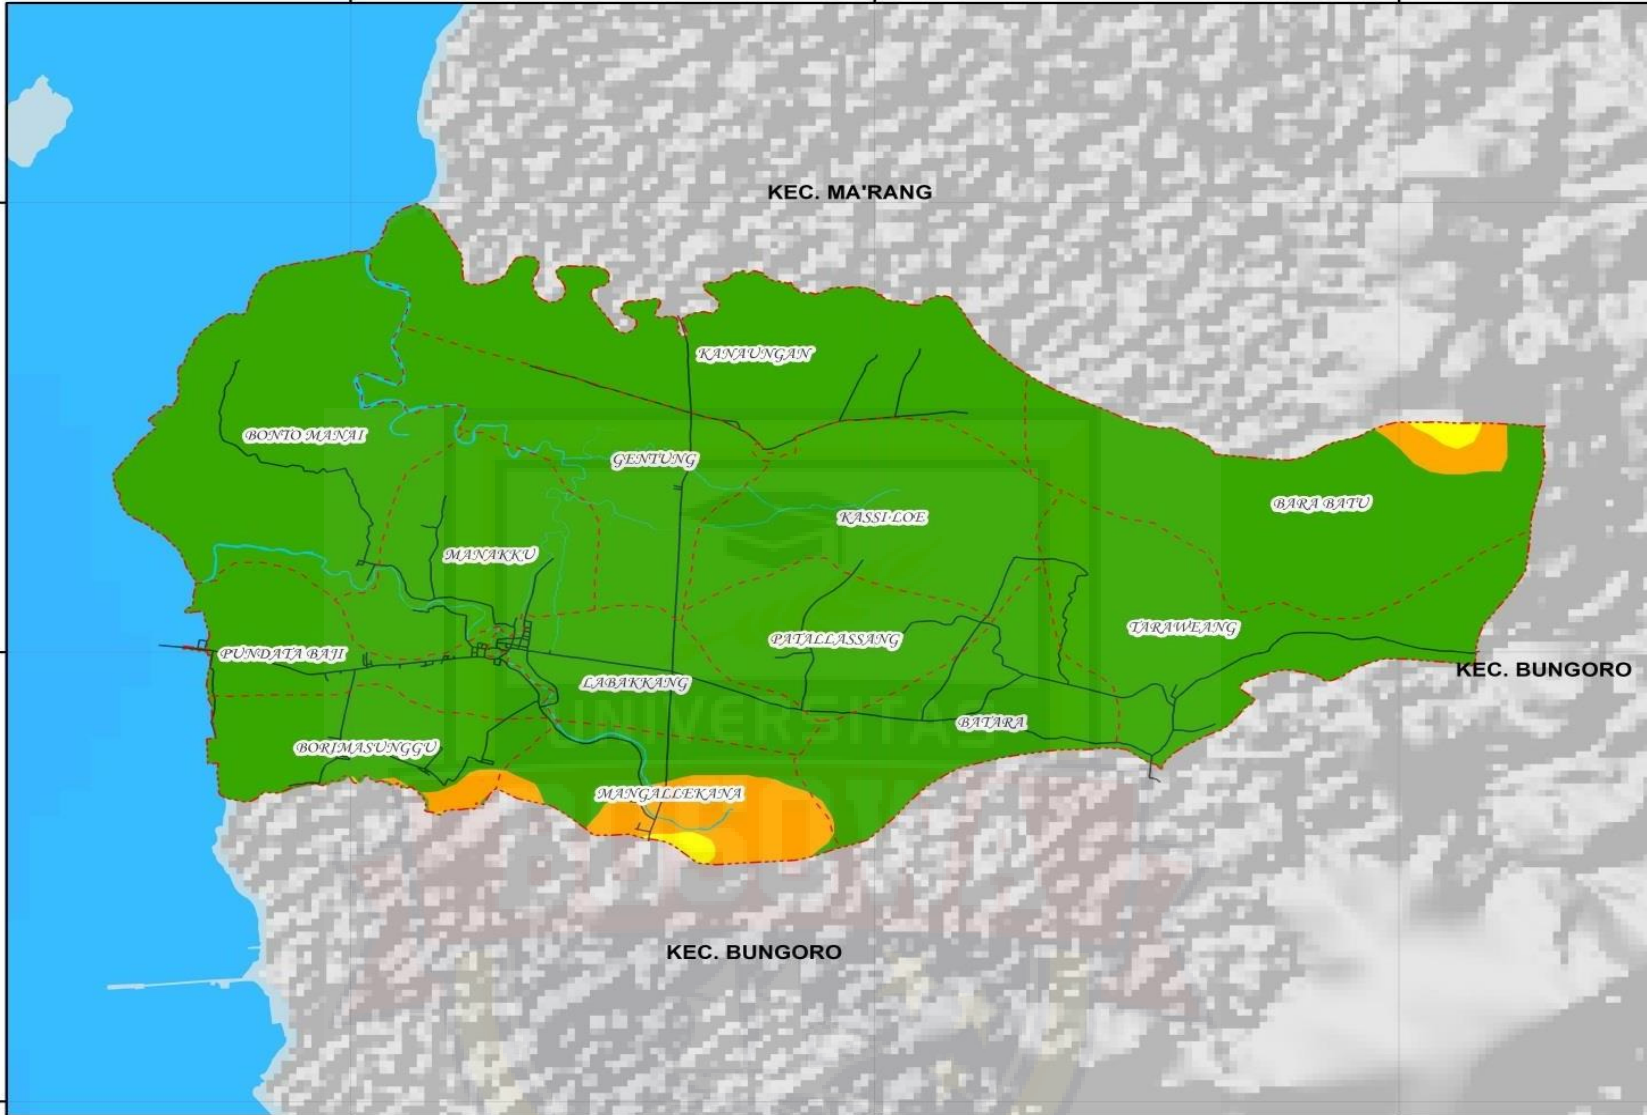 KEC. MA'RANG
KANAUNGAN
BONTO MANAI
GENTUNG
BARA BATU
KASSI LOE
MANAKKU
TARAWEANG
PATALLASSANG
PUNDATA BAJI
KEC. BUNGORO
LABAKKANG
BATARA
UNIVERSITAS
BORIMASUNGGU
MANGALLEKANA
BOSOWA
KEC. BUNGORO